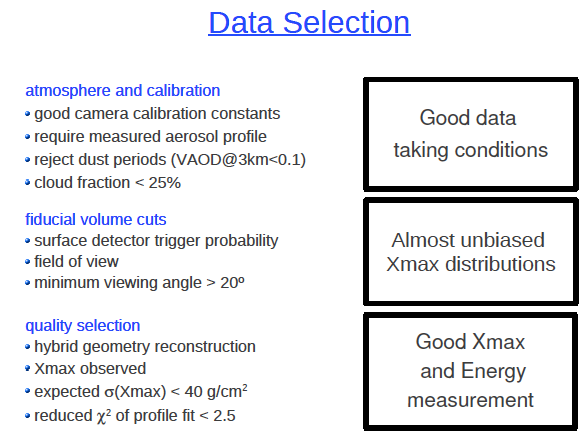 Data Selection
atmosphere and calibration
• good camera calibration constants
• require measured aerosol profile
• reject dust periods (VAOD@3km<0.1)
• cloud fraction < 25%
Good data
taking conditions
fiducial volume cuts
• surface detector trigger probability
• field of view
• minimum viewing angle > 20º
Almost unbiased
Xmax distributions
quality selection
• hybrid geometry reconstruction
• Xmax observed
• expected σ(Xmax) < 40 g/cm²
• reduced χ² of profile fit < 2.5
Good Xmax
and Energy
measurement